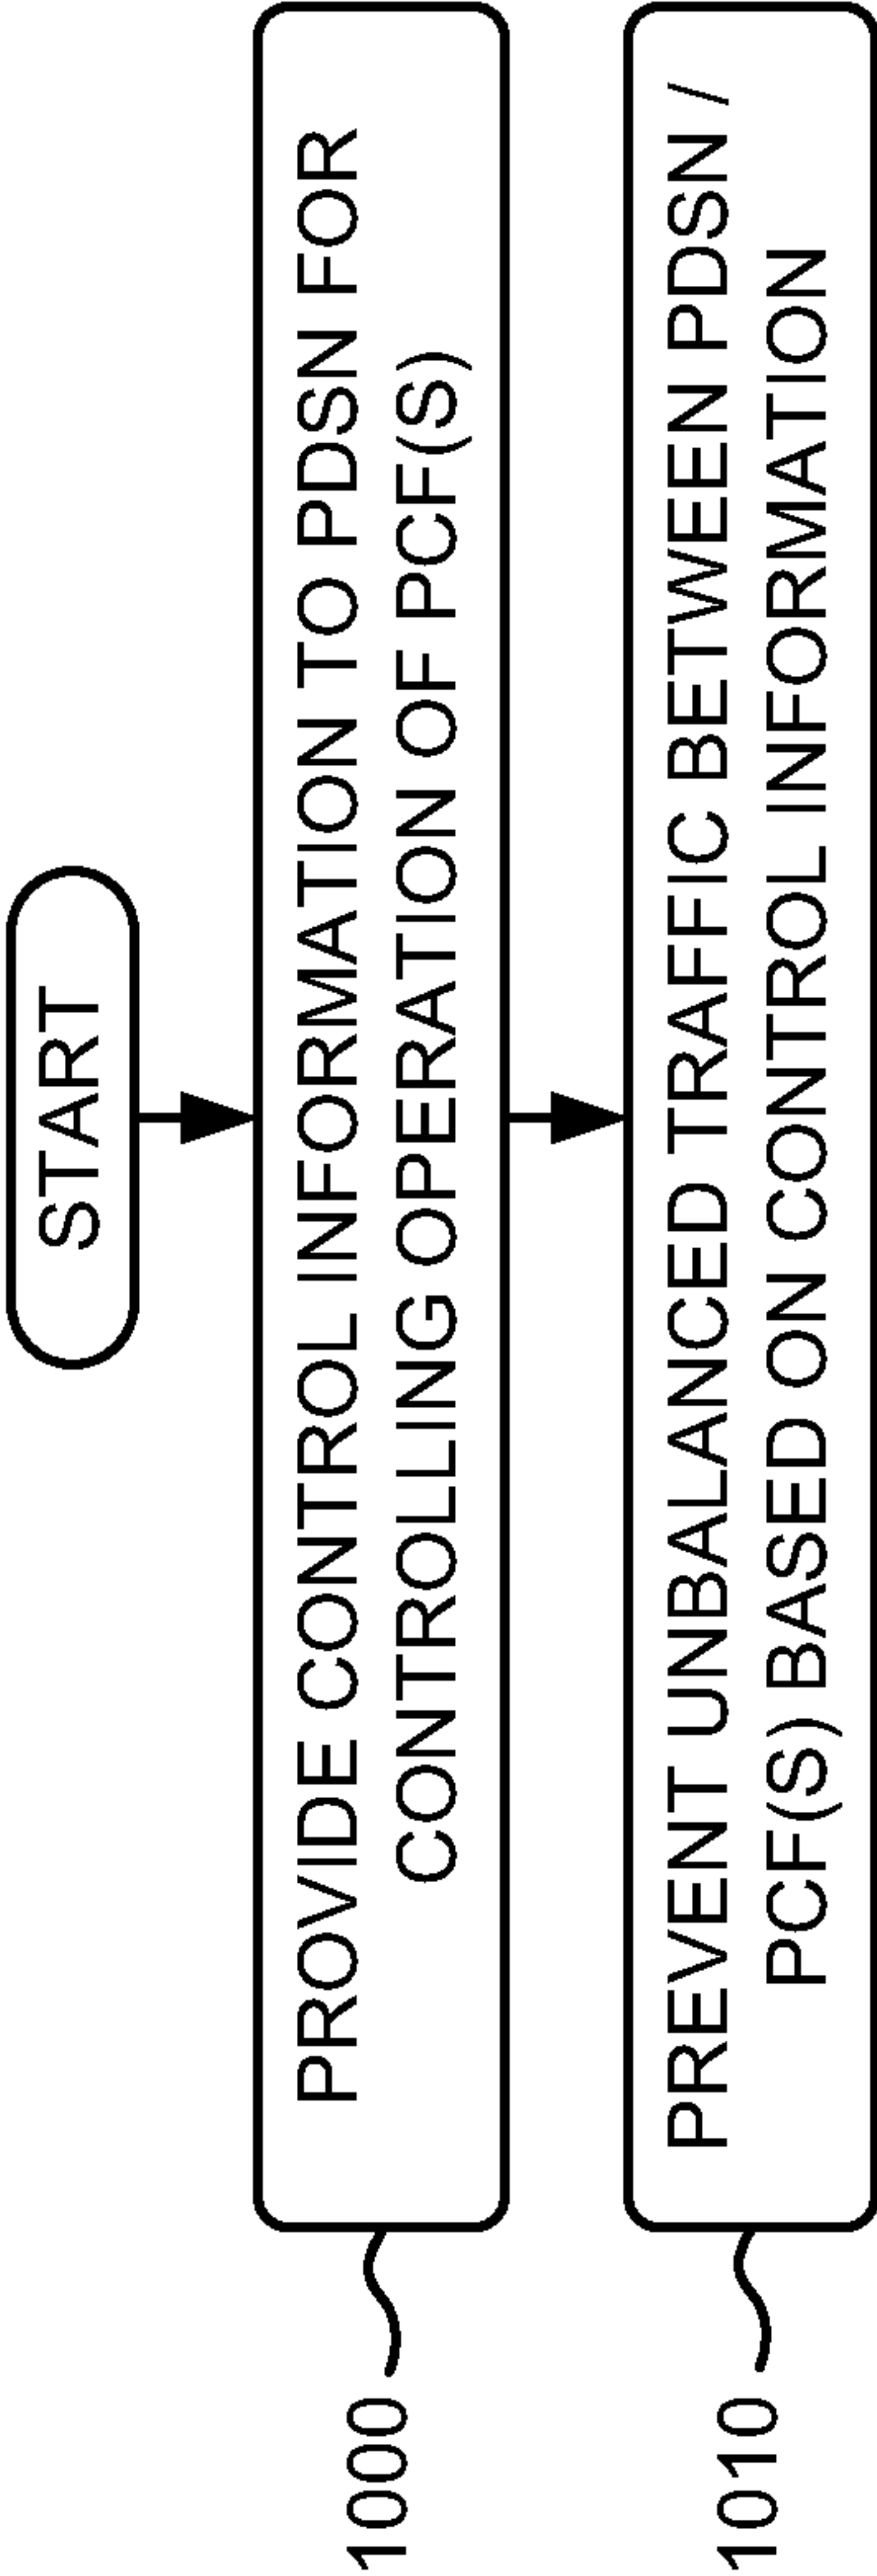 START
PROVIDE CONTROL INFORMATION TO PDSN FOR
CONTROLLING OPERATION OF PCF(S)
1000
PREVENT UNBALANCED TRAFFIC BETWEEN PDSN /
PCF(S) BASED ON CONTROL INFORMATION
1010